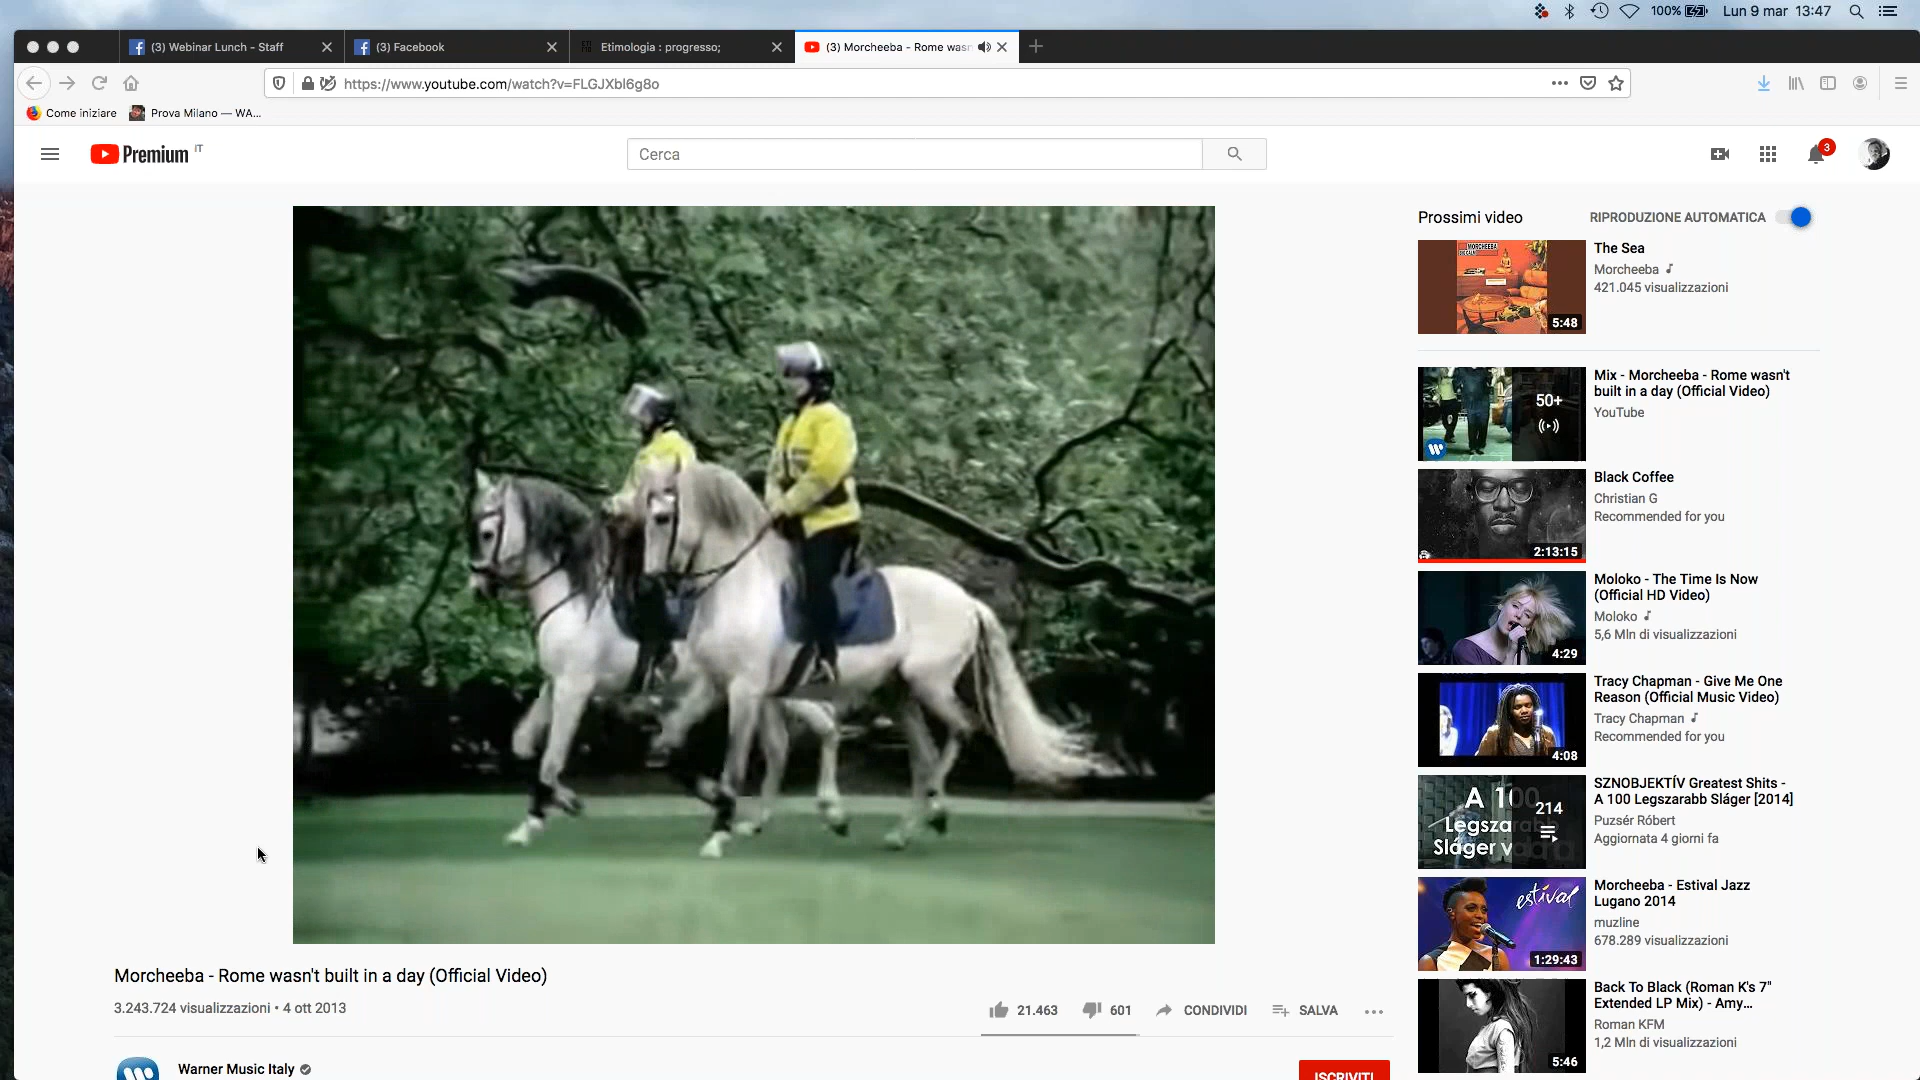 100%
Lun 9 mar 13:47
(3) Webinar Lunch - Staff
(3) Facebook
Etimologia : progresso;
(3) Morcheeba - Rome wasn
https://www.youtube.com/watch?v=FLGJXbl6g8o
Come iniziare
Prova Milano — WA...
Premium IT
Cerca
3
Prossimi video
RIPRODUZIONE AUTOMATICA
MORCHEEBA
BIG CALM
5:48
The Sea
Morcheeba
421.045 visualizzazioni
50+
Mix - Morcheeba - Rome wasn't
built in a day (Official Video)
YouTube
2:13:15
Black Coffee
Christian G
Recommended for you
4:29
Moloko - The Time Is Now
(Official HD Video)
Moloko
5,6 Mln di visualizzazioni
4:08
Tracy Chapman - Give Me One
Reason (Official Music Video)
Tracy Chapman
Recommended for you
A 100
Legszarabb
Sláger
214
SZNOBJEKTÍV Greatest Shits -
A 100 Legszarabb Sláger [2014]
Puzsér Róbert
Aggiornata 4 giorni fa
estival
1:29:43
Morcheeba - Estival Jazz
Lugano 2014
muzline
678.289 visualizzazioni
5:46
Back To Black (Roman K's 7"
Extended LP Mix) - Amy...
Roman KFM
1,2 Mln di visualizzazioni
Morcheeba - Rome wasn't built in a day (Official Video)
3.243.724 visualizzazioni • 4 ott 2013
21.463
601
CONDIVIDI
SALVA
Warner Music Italy
ISCRIVITI